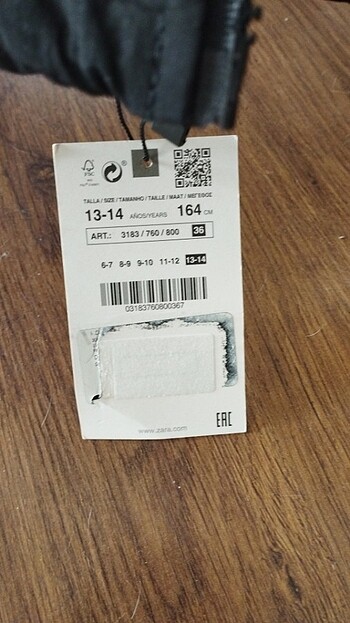 FSC
®
TALLA / SIZE / TAMANHO / TAILLE / MAAT / ΜΕΓΕΘΟΣ
13-14 AÑOS/YEARS 164 CM
ART.: 3183 / 760 / 800 36
6-7 8-9 9-10 11-12 13-14
03183760800367
www.zara.com
EAC